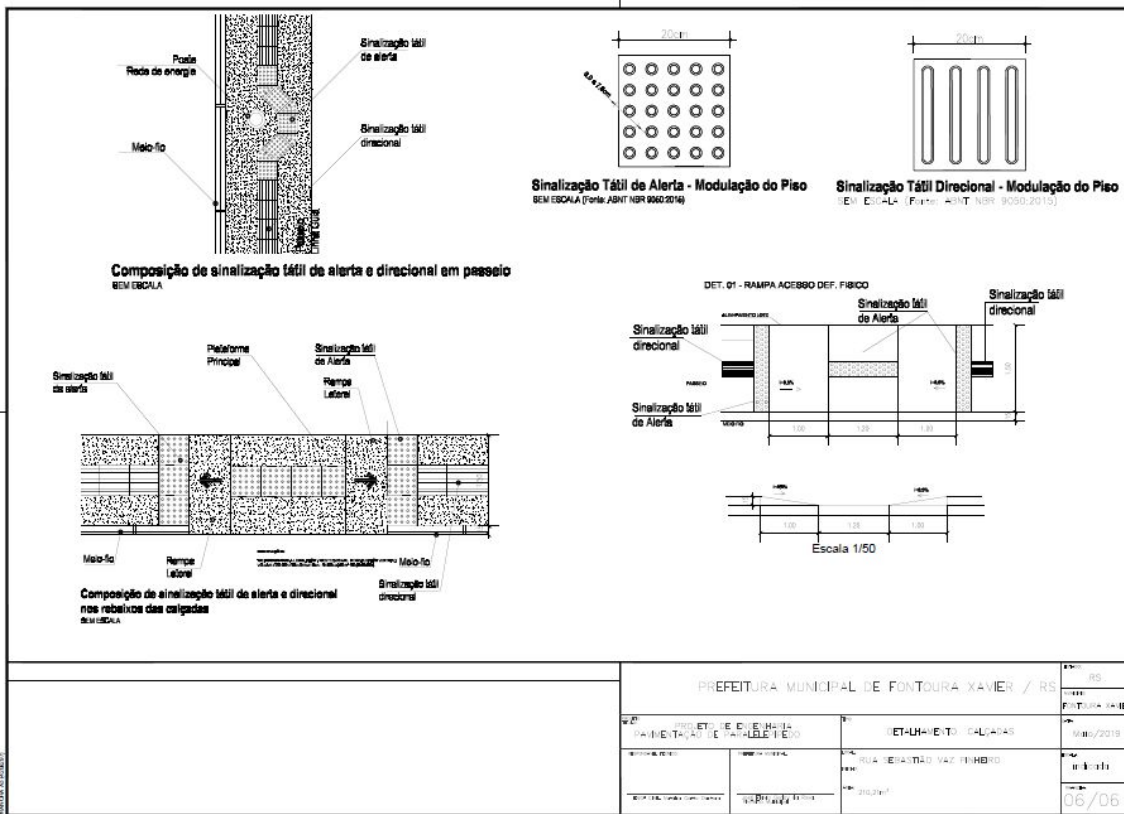 Poste
Rede de energia
Meio-fio
Sinalização tátil
de alerta
Sinalização tátil
direcional
Linha Guia
Composição de sinalização tátil de alerta e direcional em passeio
SEM ESCALA
20cm
Sinalização Tátil de Alerta - Modulação do Piso
SEM ESCALA (Fonte: ABNT NBR 9050:2015)
20cm
Sinalização Tátil Direcional - Modulação do Piso
SEM ESCALA (Fonte: ABNT NBR 9050:2015)
Sinalização tátil
de alerta
Plataforma
Principal
Sinalização tátil
de Alerta
Rampa
Lateral
Meio-fio
Rampa
Lateral
Meio-fio
Sinalização tátil
direcional
Composição de sinalização tátil de alerta e direcional
nos rebaixos das calçadas
SEM ESCALA
DET. 01 - RAMPA ACESSO DEF. FISICO
Sinalização tátil
de Alerta
Sinalização tátil
direcional
Sinalização tátil
direcional
PASSEIO
Sinalização tátil
de Alerta
1.00
1.00
1.20
1.00
1.00
1.20
1.00
Escala 1/50
PREFEITURA MUNICIPAL DE FONTOURA XAVIER / RS
RS
PROJETO DE ENGENHARIA
PAVIMENTAÇÃO DE PARALELEPIPEDO
DETALHAMENTO CALÇADAS
Maio/2019
RUA SEBASTIÃO VAZ PINHEIRO
indicada
06/06